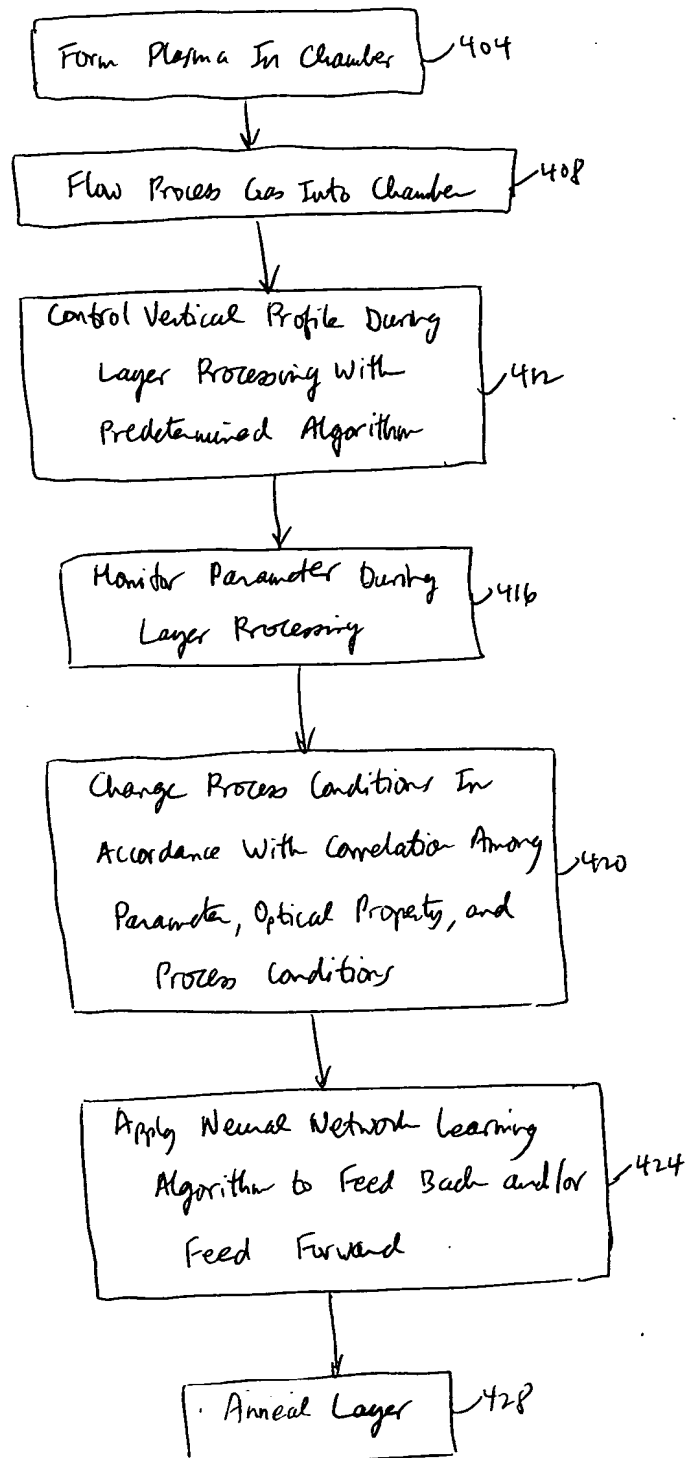 Form Plasma In Chamber
404
Flow Process Gas Into Chamber
408
Control Vertical Profile During
Layer Processing With
Predetermined Algorithm
412
Monitor Parameter During
Layer Processing
416
Change Process Conditions In
Accordance With Correlation Among
Parameter, Optical Property, and
Process Conditions
420
Apply Neural Network Learning
Algorithm to Feed Back and/or
Feed Forward
424
Anneal Layer
428